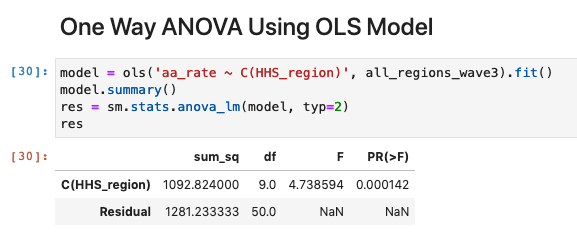 One Way ANOVA Using OLS Model
[30]: model = ols('aa_rate ~ C(HHS_region)', all_regions_wave3).fit()
model.summary()
res = sm.stats.anova_lm(model, typ=2)
res
[30]: sum_sq df F PR(>F)
C(HHS_region) 1092.824000 9.0 4.738594 0.000142
Residual 1281.233333 50.0 NaN NaN